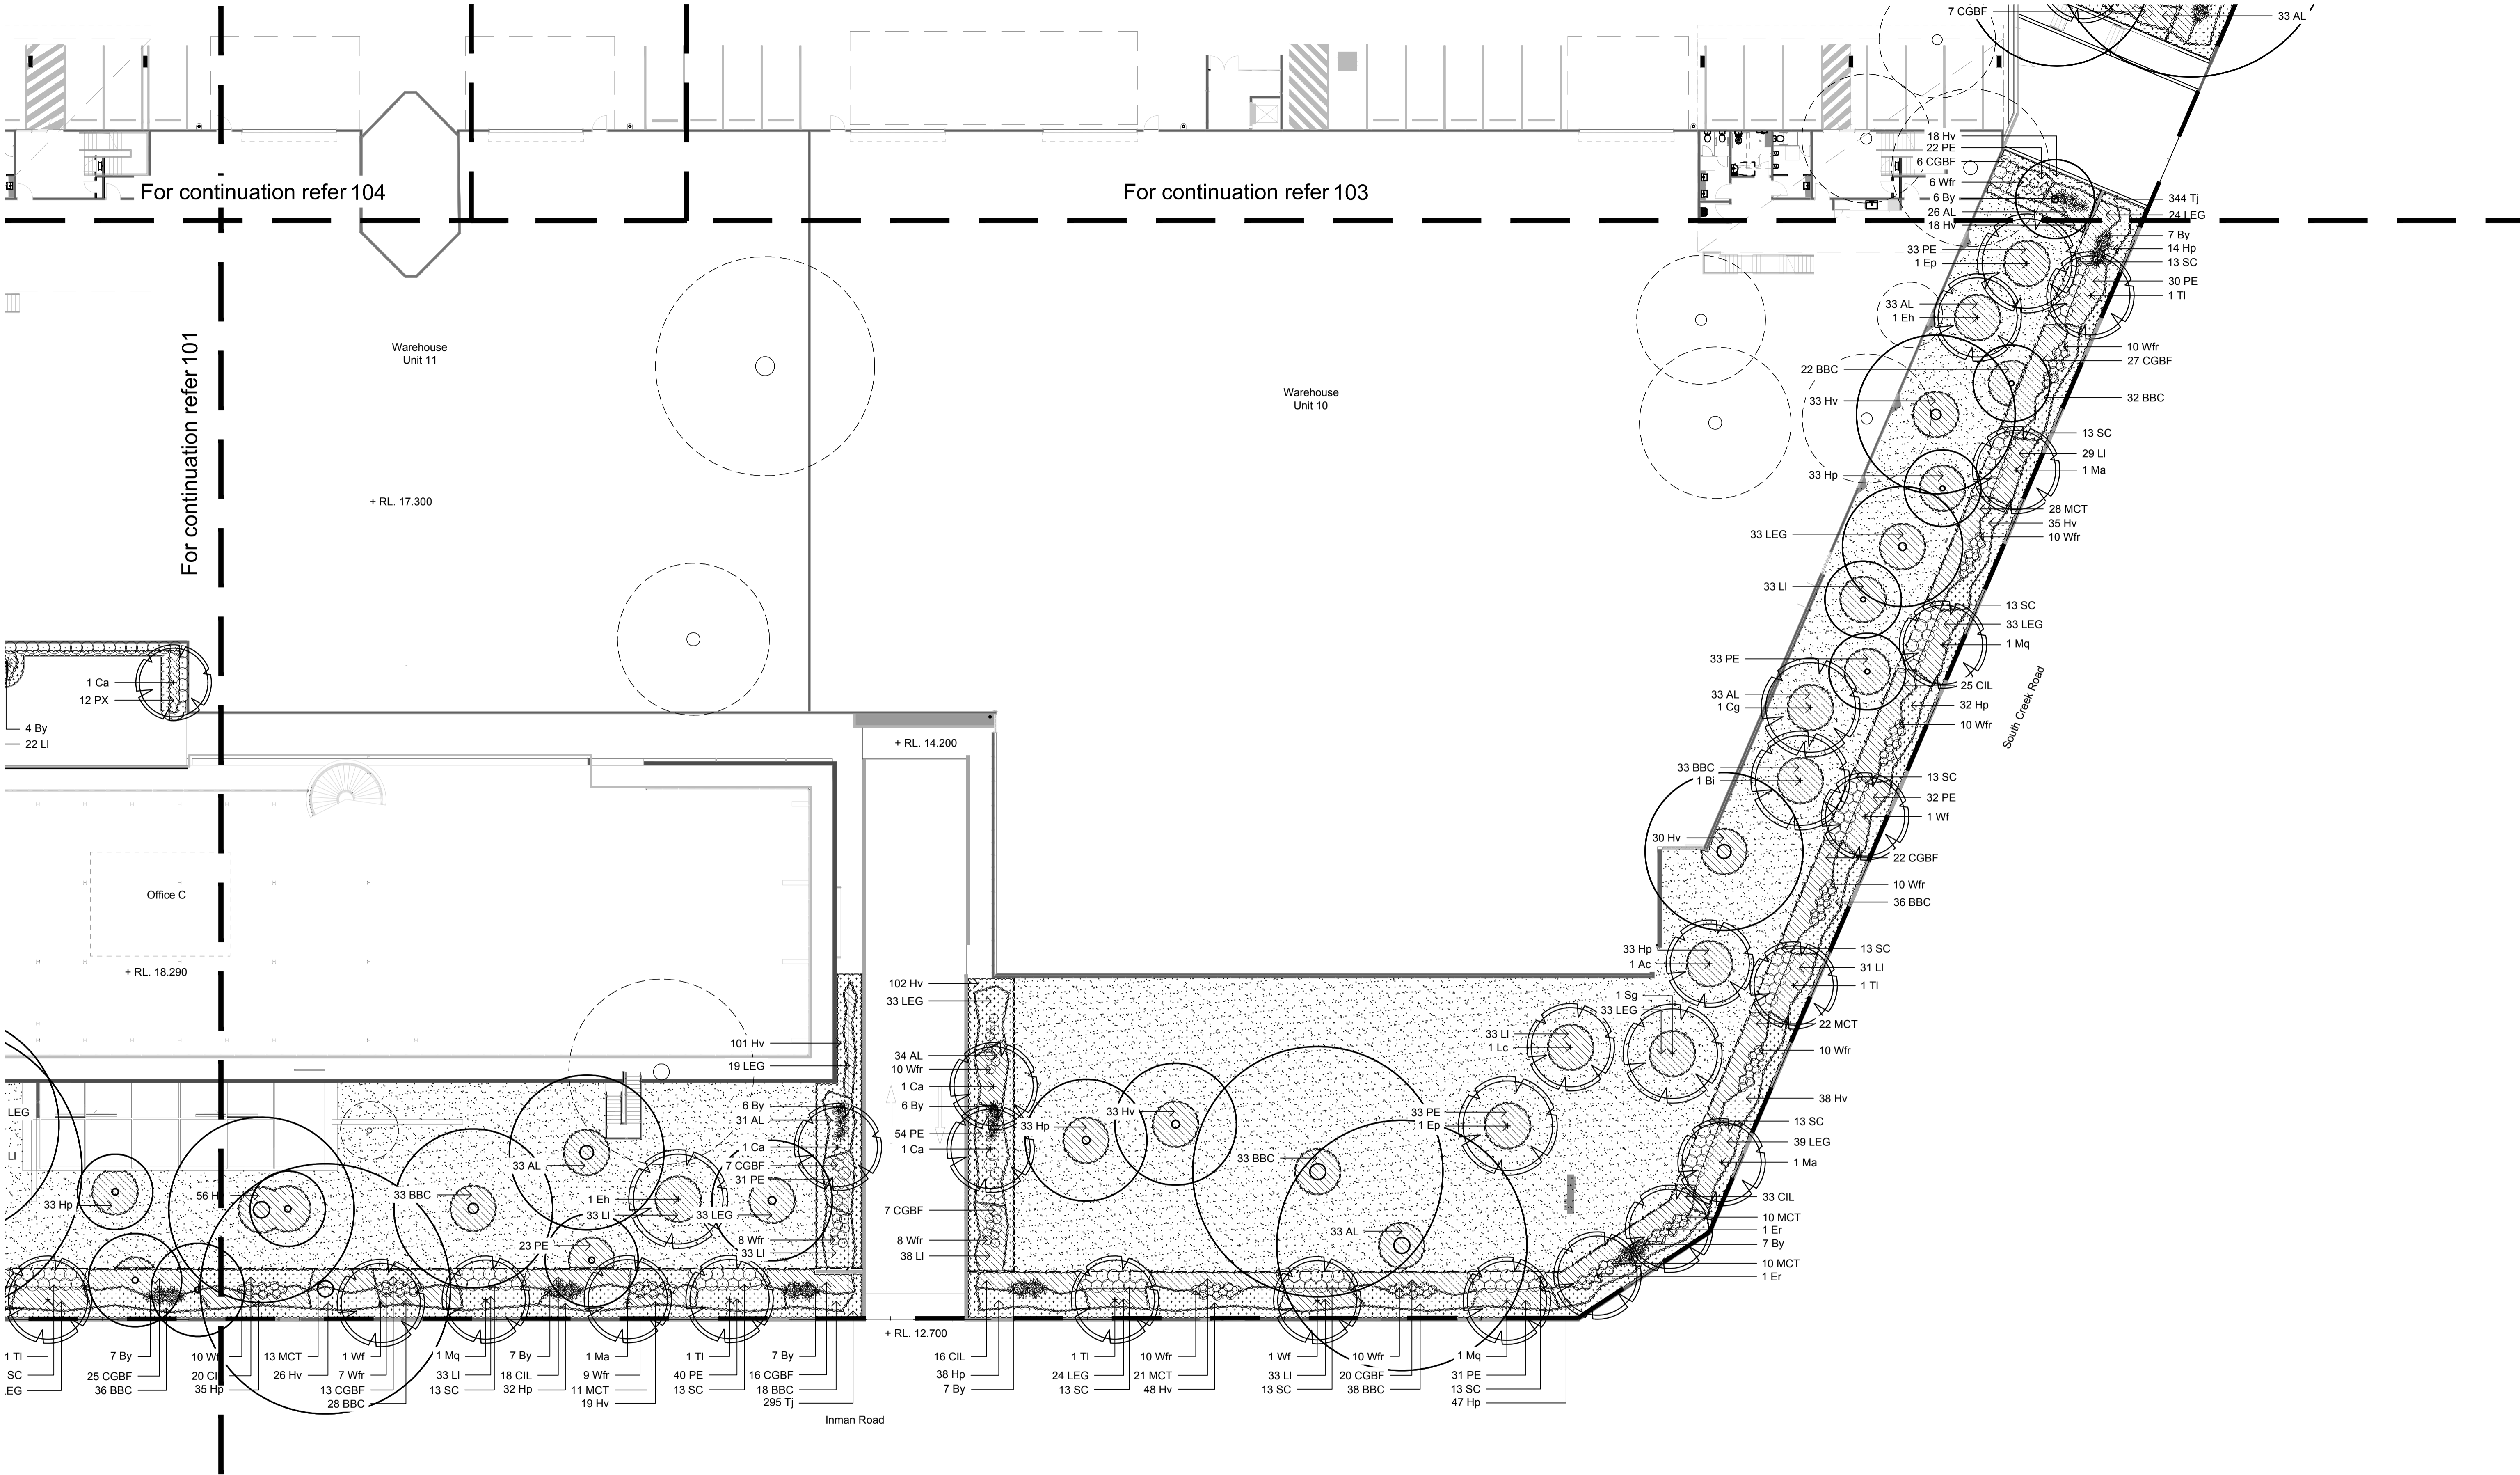 7 CGBF
33 AL
For continuation refer 104
For continuation refer 103
18 Hv
22 PE
6 CGBF
6 Wfr
6 By
26 AL
18 Hv
344 Tj
24 LEG
7 By
14 Hp
13 SC
30 PE
1 Tl
33 PE
1 Ep
33 AL
1 Eh
10 Wfr
27 CGBF
22 BBC
33 Hv
32 BBC
13 SC
29 LI
1 Ma
33 Hp
28 MCT
35 Hv
10 Wfr
33 LEG
33 LI
13 SC
33 LEG
1 Mq
33 PE
25 CIL
33 AL
1 Cg
32 Hp
10 Wfr
South Creek Road
33 BBC
1 Bi
13 SC
32 PE
1 Wf
30 Hv
22 CGBF
10 Wfr
36 BBC
33 Hp
1 Ac
13 SC
31 LI
1 Tl
1 Sg
33 LEG
22 MCT
33 LI
1 Lc
10 Wfr
38 Hv
33 PE
1 Ep
13 SC
39 LEG
1 Ma
33 CIL
10 MCT
1 Er
7 By
10 MCT
1 Er
For continuation refer 101
Warehouse
Unit 11
+ RL. 17.300
Warehouse
Unit 10
1 Ca
12 PX
4 By
22 LI
+ RL. 14.200
Office C
+ RL. 18.290
102 Hv
33 LEG
101 Hv
19 LEG
34 AL
10 Wfr
1 Ca
6 By
31 AL
6 By
54 PE
1 Ca
1 Ca
7 CGBF
31 PE
7 CGBF
8 Wfr
33 LI
8 Wfr
38 LI
33 Hp
33 Hv
33 BBC
33 AL
LEG
LI
33 Hp
33 BBC
33 AL
1 Eh
33 LI
33 LEG
23 PE
+ RL. 12.700
1 Tl
SC
7 By
25 CGBF
36 BBC
35 Hp
13 MCT
26 Hv
1 Wf
7 Wfr
13 CGBF
28 BBC
1 Mq
33 LI
13 SC
7 By
18 CIL
32 Hp
1 Ma
9 Wfr
11 MCT
19 Hv
1 Tl
40 PE
13 SC
7 By
16 CGBF
18 BBC
295 Tj
16 CIL
38 Hp
7 By
1 Tl
24 LEG
13 SC
10 Wfr
21 MCT
48 Hv
1 Wf
33 LI
13 SC
10 Wfr
20 CGBF
38 BBC
1 Mq
31 PE
13 SC
47 Hp
Inman Road